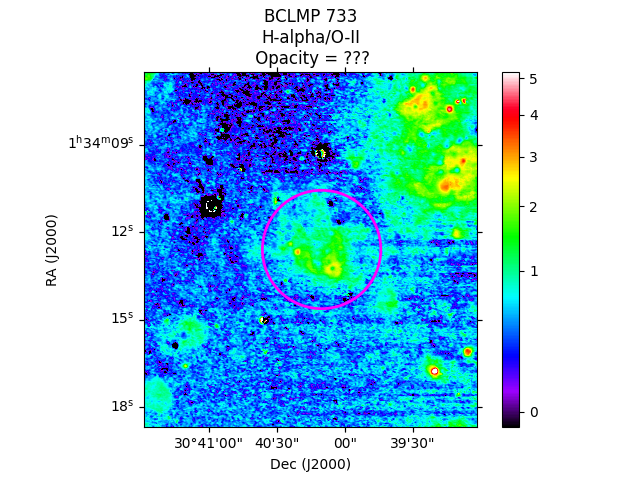 BCLMP 733
H-alpha/O-II
Opacity = ???
1ʰ34ᵐ09ˢ
12ˢ
15ˢ
18ˢ
RA (J2000)
30°41'00" 40'30" 00" 39'30"
Dec (J2000)
5
4
3
2
1
0